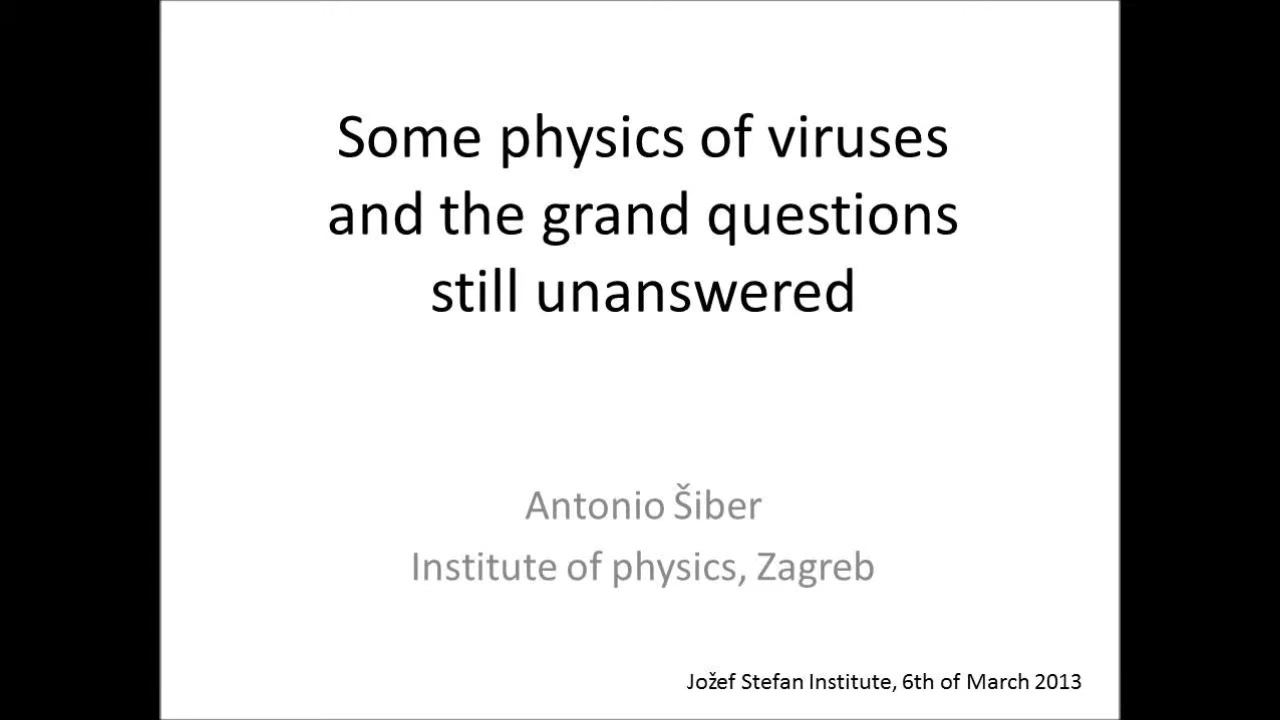 Some physics of viruses
and the grand questions
still unanswered
Antonio Šiber
Institute of physics, Zagreb
Jožef Stefan Institute, 6th of March 2013